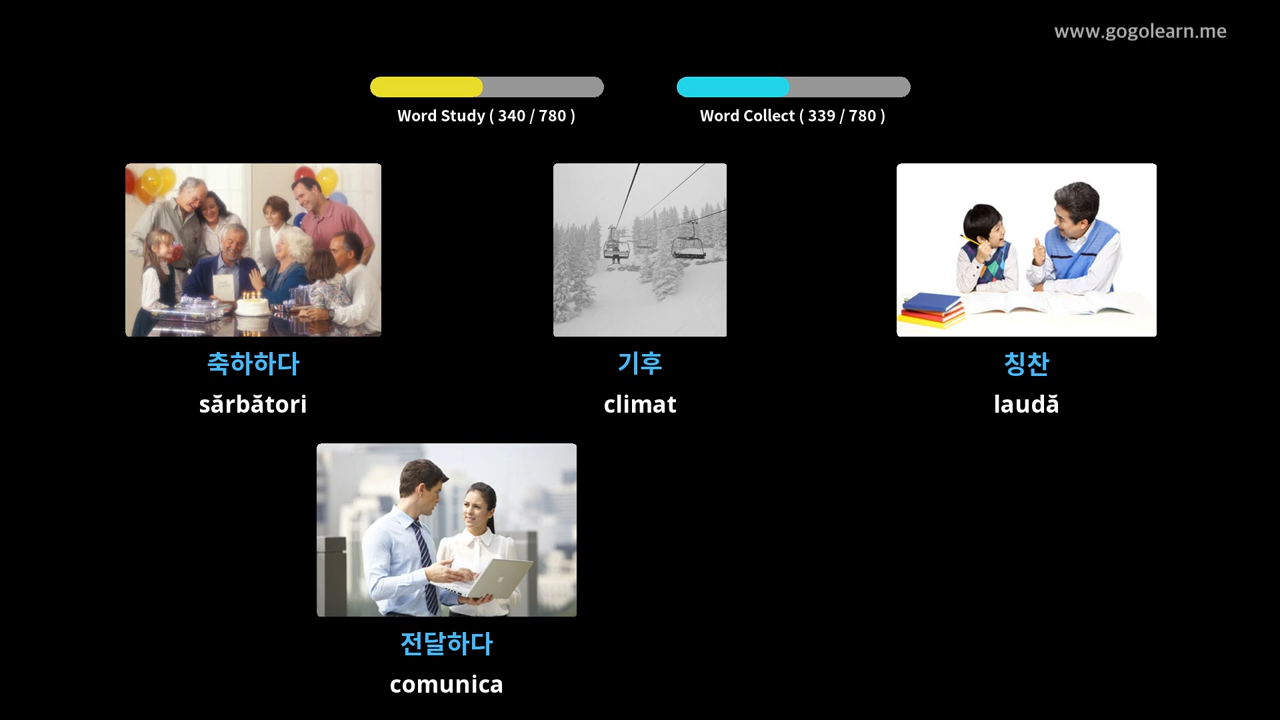 www.gogolearn.me
Word Study ( 340 / 780 )
Word Collect ( 339 / 780 )
축하하다
sărbători
기후
climat
칭찬
laudă
전달하다
comunica